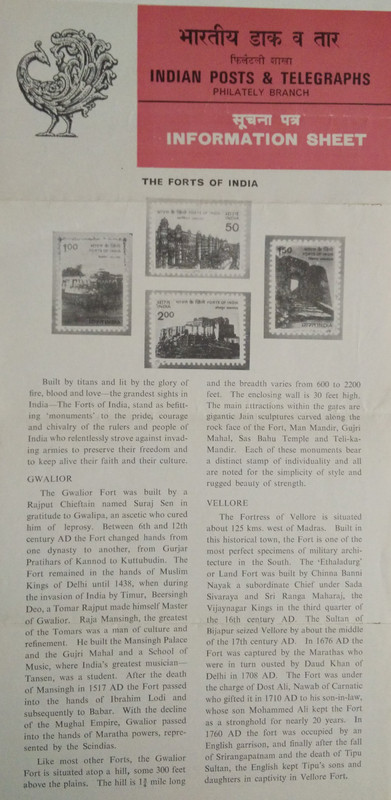 भारतीय डाक व तार
फिलैटली शाखा
INDIAN POSTS & TELEGRAPHS
PHILATELY BRANCH
सूचना पत्र
INFORMATION SHEET
THE FORTS OF INDIA
1.00
50
2.00
1.50
Built by titans and lit by the glory of
fire, blood and love—the grandest sights in
India—The Forts of India, stand as befitt-
ing 'monuments' to the pride, courage
and chivalry of the rulers and people of
India who relentlessly strove against invad-
ing armies to preserve their freedom and
to keep alive their faith and their culture.
GWALIOR
The Gwalior Fort was built by a
Rajput Chieftain named Suraj Sen in
gratitude to Gwalipa, an ascetic who cured
him of leprosy. Between 6th and 12th
century AD the Fort changed hands from
one dynasty to another, from Gurjar
Pratihars of Kannod to Kuttubudin. The
Fort remained in the hands of Muslim
Kings of Delhi until 1438, when during
the invasion of India by Timur, Beersingh
Deo, a Tomar Rajput made himself Master
of Gwalior. Raja Mansingh, the greatest
of the Tomars was a man of culture and
refinement. He built the Mansingh Palace
and the Gujri Mahal and a School of
Music, where India's greatest musician—
Tansen, was a student. After the death
of Mansingh in 1517 AD the Fort passed
into the hands of Ibrahim Lodi and
subsequently to Babar. With the decline
of the Mughal Empire, Gwalior passed
into the hands of Maratha powers, repre-
sented by the Scindias.
Like most other Forts, the Gwalior
Fort is situated atop a hill, some 300 feet
above the plains. The hill is 1¾ mile long
and the breadth varies from 600 to 2200
feet. The enclosing wall is 30 feet high.
The main attractions within the gates are
gigantic Jain sculptures carved along the
rock face of the Fort, Man Mandir, Gujri
Mahal, Sas Bahu Temple and Teli-ka-
Mandir. Each of these monuments bear
a distinct stamp of individuality and all
are noted for the simplicity of style and
rugged beauty of strength.
VELLORE
The Fortress of Vellore is situated
about 125 kms. west of Madras. Built in
this historical town, the Fort is one of the
most perfect specimens of military archi-
tecture in the South. The 'Ethaladurg'
or Land Fort was built by Chinna Banni
Nayak a subordinate Chief under Sada
Sivaraya and Sri Ranga Maharaj, the
Vijaynagar Kings in the third quarter of
the 16th century AD. The Sultan of
Bijapur seized Vellore by about the middle
of the 17th century AD. In 1676 AD the
Fort was captured by the Marathas who
were in turn ousted by Daud Khan of
Delhi in 1708 AD. The Fort was under
the charge of Dost Ali, Nawab of Carnatic
who gifted it in 1710 AD to his son-in-law,
whose son Mohammed Ali kept the Fort
as a stronghold for nearly 20 years. In
1760 AD the fort was occupied by an
English garrison, and finally after the fall
of Srirangapatnam and the death of Tipu
Sultan, the English kept Tipu's sons and
daughters in captivity in Vellore Fort.